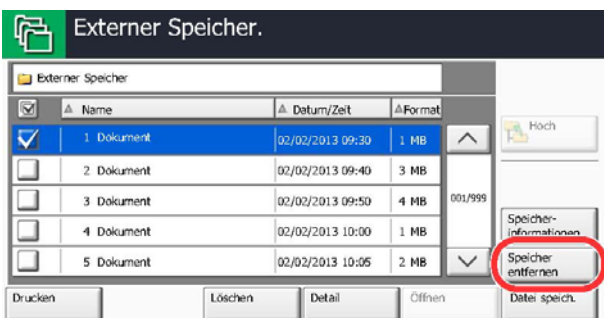 Externer Speicher.
Externer Speicher
Name Datum/Zeit Format
1 Dokument 02/02/2013 09:30 1 MB
2 Dokument 02/02/2013 09:40 3 MB
3 Dokument 02/02/2013 09:50 4 MB
4 Dokument 02/02/2013 10:00 1 MB
5 Dokument 02/02/2013 10:05 2 MB
001/999
Hoch
Speicher-
informationen
Speicher
entfernen
Drucken Löschen Detail Öffnen Datei speich.